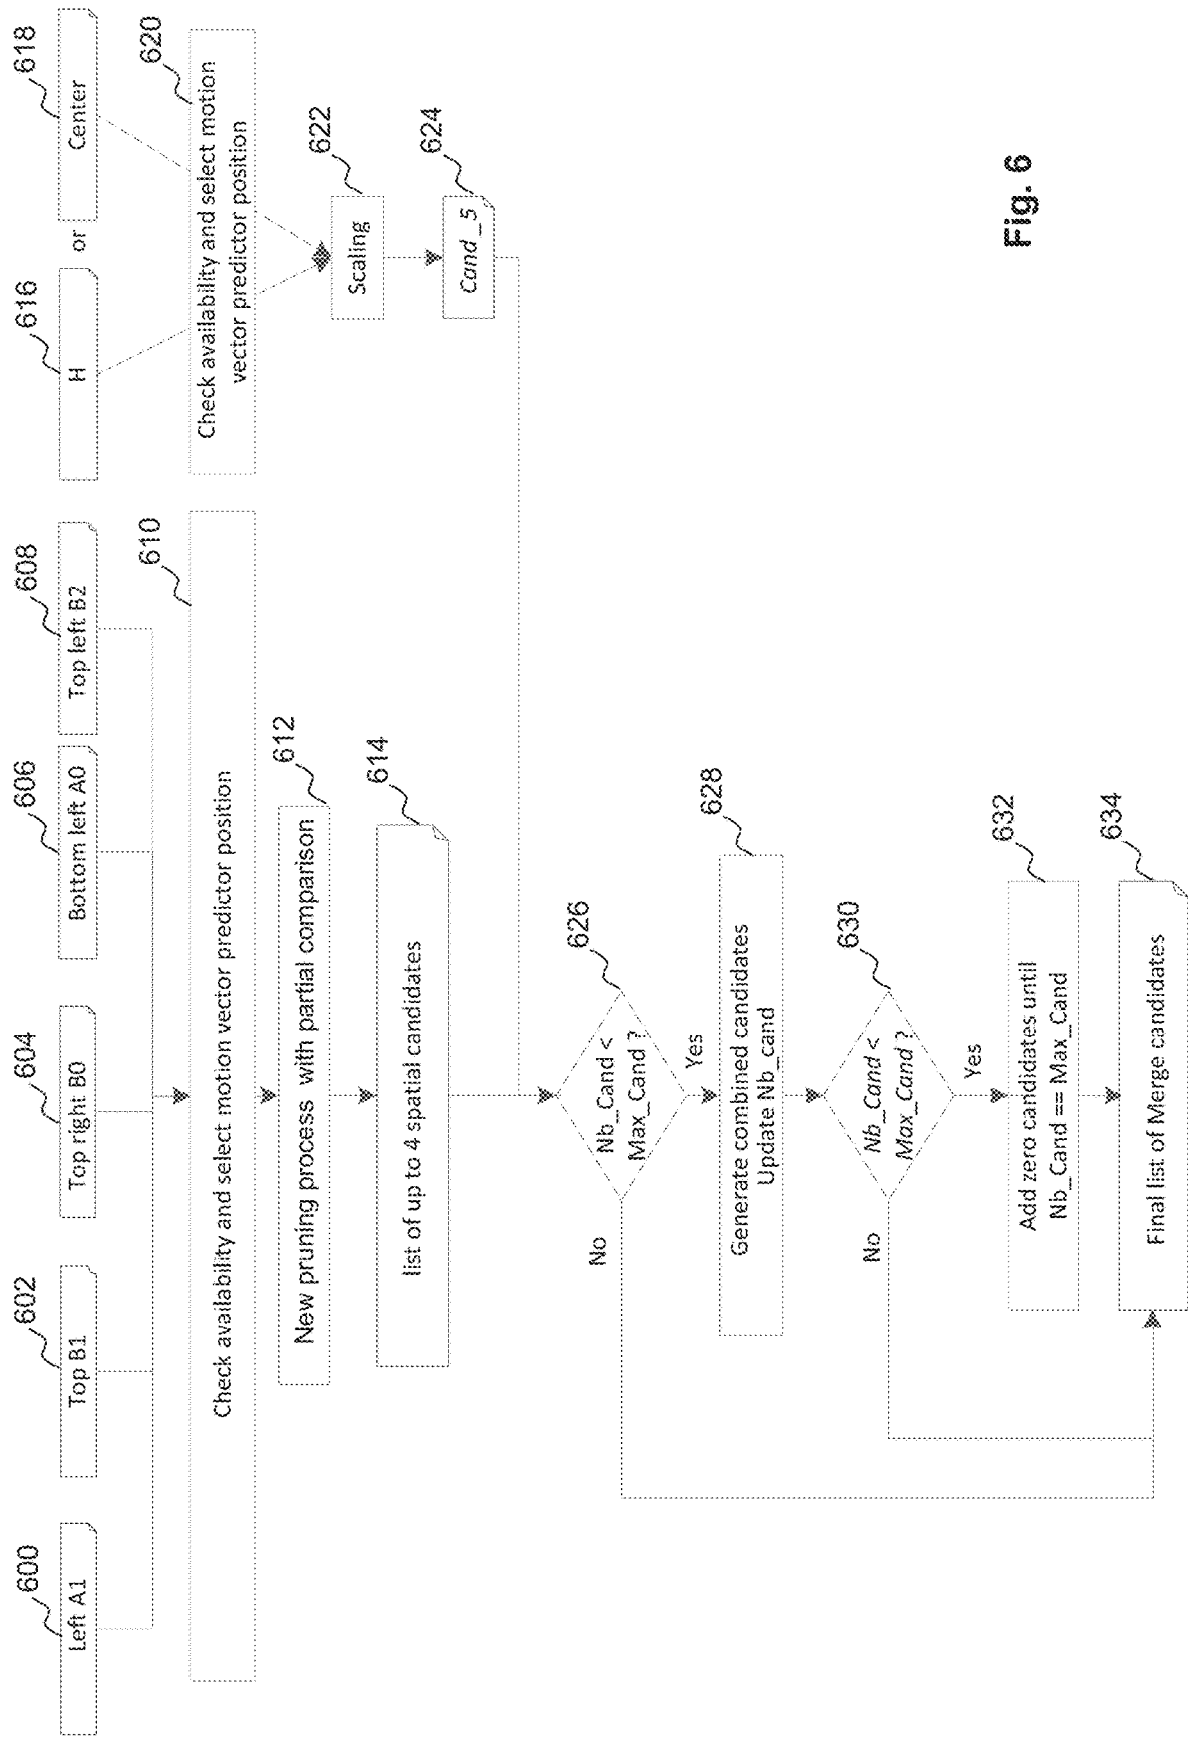 600
602
604
606
608
616
618
Left A1
Top B1
Top right B0
Bottom left A0
Top left B2
H
or
Center
610
620
Check availability and select motion vector predictor position
Check availability and select motion
vector predictor position
612
New pruning process with partial comparison
622
Scaling
614
list of up to 4 spatial candidates
624
Cand_5
626
Nb_Cand <
Max_Cand ?
No
Yes
628
Generate combined candidates
Update Nb_cand
630
Nb_Cand <
Max_Cand ?
No
Yes
632
Add zero candidates until
Nb_Cand == Max_Cand
634
Final list of Merge candidates
Fig. 6